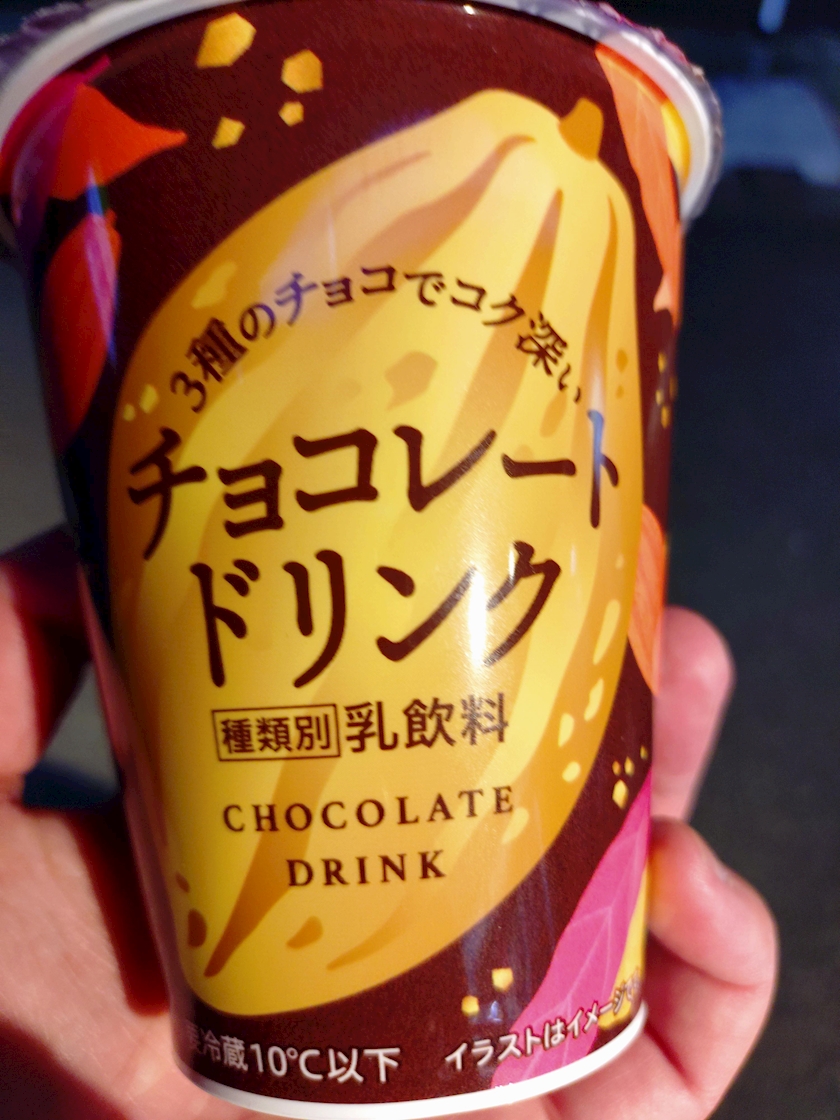 3種のチョコでコク深い
チョコレート
ドリンク
種類別 乳飲料
CHOCOLATE
DRINK
要冷蔵10℃以下 イラストはイメージ